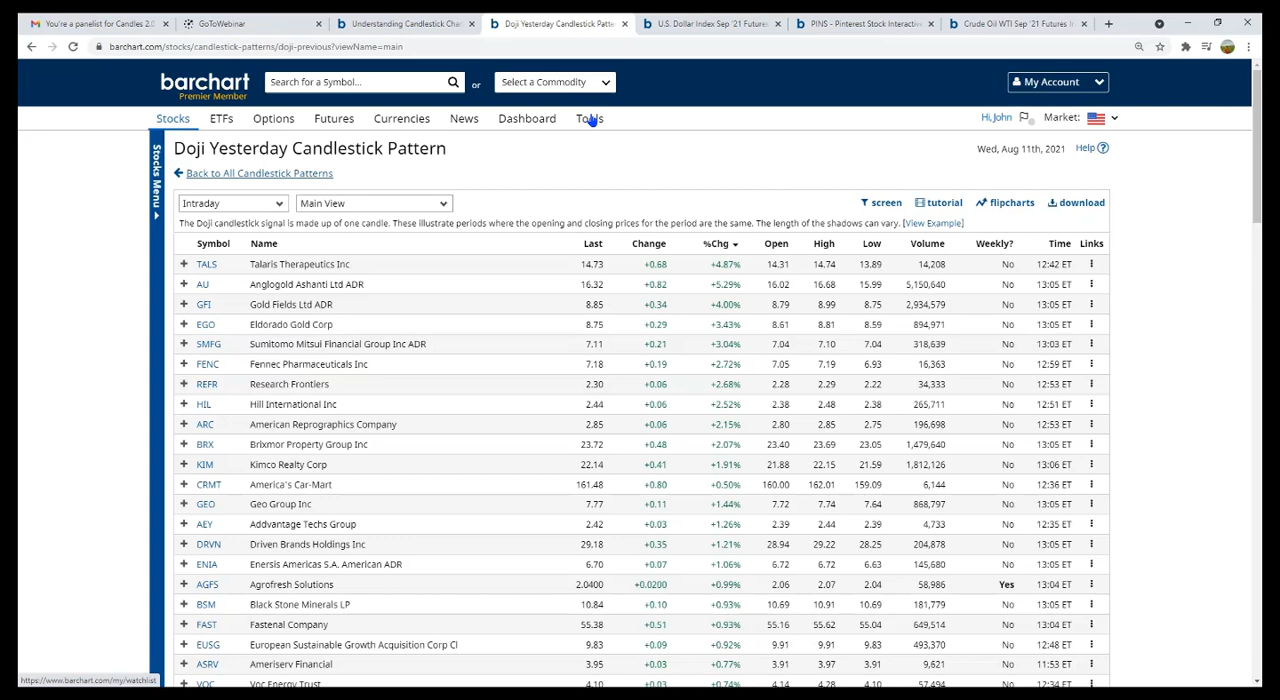 You're a panelist for Candles 2.0
GoToWebinar
Understanding Candlestick Char
Doji Yesterday Candlestick Patte
U.S. Dollar Index Sep '21 Futures
PINS - Pinterest Stock Interactiv
Crude Oil WTI Sep '21 Futures In
barchart.com/stocks/candlestick-patterns/doji-previous?viewName=main
barchart
Premier Member
Search for a Symbol...
or
Select a Commodity
My Account
Stocks ETFs Options Futures Currencies News Dashboard Tools
Hi, John Market:
Stocks Menu
Doji Yesterday Candlestick Pattern
Wed, Aug 11th, 2021 Help ?
Back to All Candlestick Patterns
Intraday Main View screen tutorial flipcharts download
The Doji candlestick signal is made up of one candle. These illustrate periods where the opening and closing prices for the period are the same. The length of the shadows can vary. [View Example]
Symbol Name Last Change %Chg Open High Low Volume Weekly? Time Links
TALS Talaris Therapeutics Inc 14.73 +0.68 +4.87% 14.31 14.74 13.89 14,208 No 12:42 ET
AU Anglogold Ashanti Ltd ADR 16.32 +0.82 +5.29% 16.02 16.68 15.99 5,150,640 No 13:05 ET
GFI Gold Fields Ltd ADR 8.85 +0.34 +4.00% 8.79 8.99 8.75 2,934,579 No 13:05 ET
EGO Eldorado Gold Corp 8.75 +0.29 +3.43% 8.61 8.81 8.59 894,971 No 13:05 ET
SMFG Sumitomo Mitsui Financial Group Inc ADR 7.11 +0.21 +3.04% 7.04 7.10 7.04 318,639 No 13:03 ET
FENC Fennec Pharmaceuticals Inc 7.18 +0.19 +2.72% 7.05 7.19 6.93 16,363 No 12:59 ET
REFR Research Frontiers 2.30 +0.06 +2.68% 2.28 2.29 2.22 34,333 No 12:53 ET
HIL Hill International Inc 2.44 +0.06 +2.52% 2.38 2.48 2.38 265,711 No 12:51 ET
ARC American Reprographics Company 2.85 +0.06 +2.15% 2.80 2.85 2.75 196,698 No 12:53 ET
BRX Brixmor Property Group Inc 23.72 +0.48 +2.07% 23.40 23.69 23.05 1,479,640 No 13:05 ET
KIM Kimco Realty Corp 22.14 +0.41 +1.91% 21.88 22.15 21.59 1,812,126 No 13:06 ET
CRMT America's Car-Mart 161.48 +0.80 +0.50% 160.00 162.01 159.09 6,144 No 12:36 ET
GEO Geo Group Inc 7.77 +0.11 +1.44% 7.72 7.74 7.64 868,797 No 13:05 ET
AEY Addvantage Techs Group 2.42 +0.03 +1.26% 2.39 2.44 2.39 4,733 No 12:35 ET
DRVN Driven Brands Holdings Inc 29.18 +0.35 +1.21% 28.94 29.22 28.25 204,878 No 13:05 ET
ENIA Enersis Americas S.A. American ADR 6.70 +0.07 +1.06% 6.72 6.72 6.63 145,680 No 13:05 ET
AGFS Agrofresh Solutions 2.0400 +0.0200 +0.99% 2.06 2.07 2.04 58,986 Yes 13:04 ET
BSM Black Stone Minerals LP 10.84 +0.10 +0.93% 10.69 10.91 10.69 181,779 No 13:05 ET
FAST Fastenal Company 55.38 +0.51 +0.93% 55.16 55.62 55.04 649,514 No 13:04 ET
EUSG European Sustainable Growth Acquisition Corp Cl 9.83 +0.09 +0.92% 9.91 9.91 9.83 493,370 No 12:48 ET
ASRV Ameriserv Financial 3.95 +0.03 +0.77% 3.91 3.97 3.91 9,621 No 11:53 ET
VOC Voc Energy Trust 4.10 +0.03 +0.74% 4.14 4.28 4.10 57,494 No 12:34 ET
https://www.barchart.com/my/watchlist